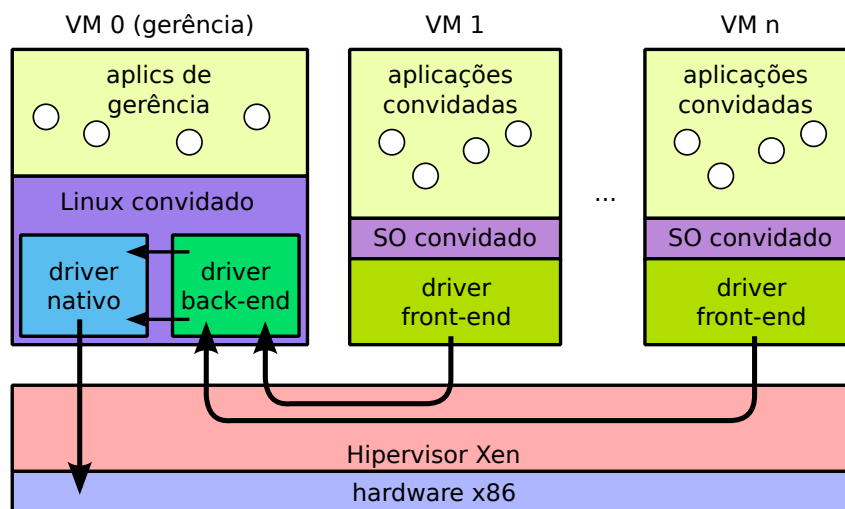 VM 0 (gerência)
VM 1
VM n
aplics de
gerência
aplicações
convidadas
aplicações
convidadas
...
Linux convidado
SO convidado
SO convidado
driver
nativo
driver
back-end
driver
front-end
driver
front-end
Hipervisor Xen
hardware x86